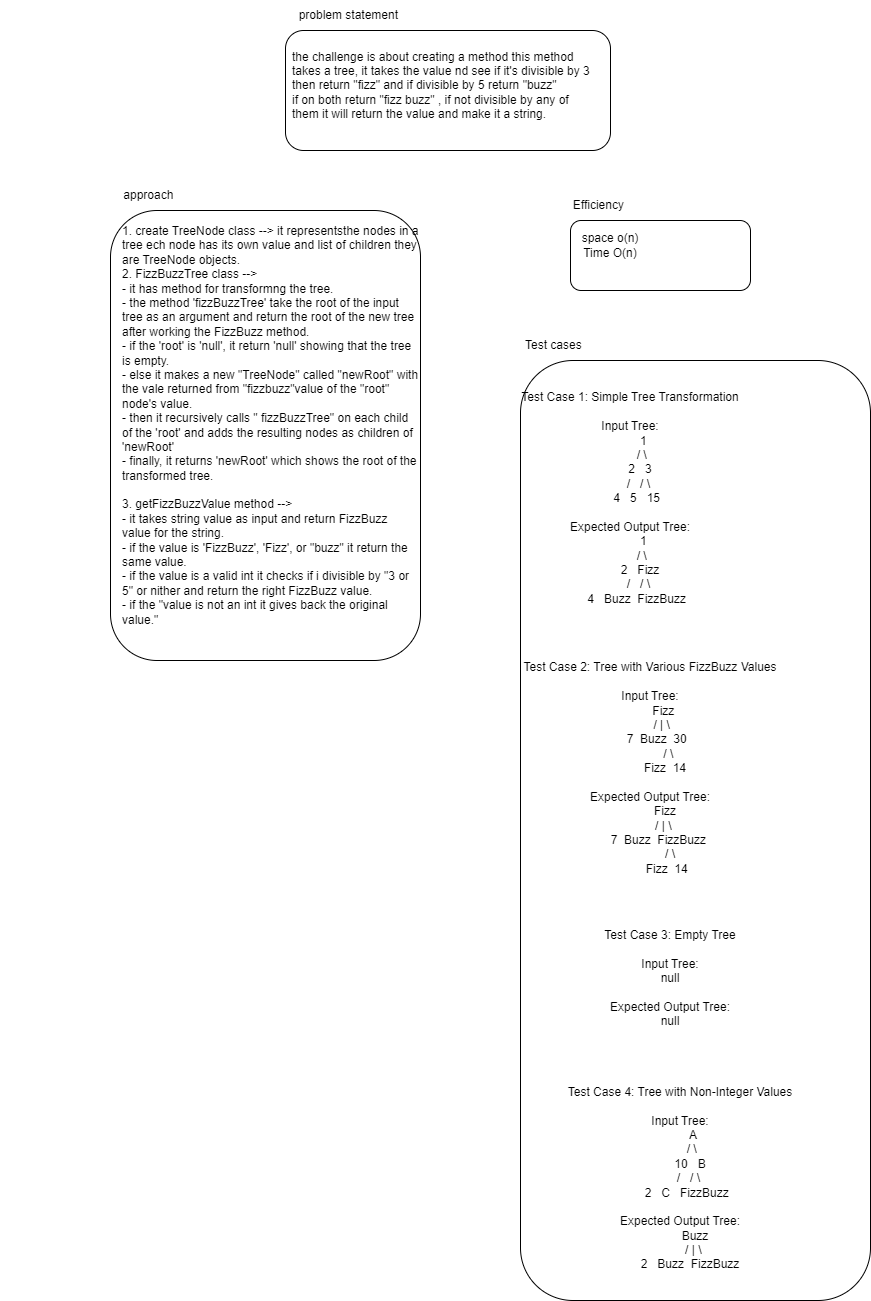 problem statement
the challenge is about creating a method this method
takes a tree, it takes the value nd see if it's divisible by 3
then return "fizz" and if divisible by 5 return "buzz"
if on both return "fizz buzz" , if not divisible by any of
them it will return the value and make it a string.
approach
1. create TreeNode class --> it representsthe nodes in a
tree ech node has its own value and list of children they
are TreeNode objects.
2. FizzBuzzTree class -->
- it has method for transformng the tree.
- the method 'fizzBuzzTree' take the root of the input
tree as an argument and return the root of the new tree
after working the FizzBuzz method.
- if the 'root' is 'null', it return 'null' showing that the tree
is empty.
- else it makes a new "TreeNode" called "newRoot" with
the vale returned from "fizzbuzz"value of the "root"
node's value.
- then it recursively calls " fizzBuzzTree" on each child
of the 'root' and adds the resulting nodes as children of
'newRoot'
- finally, it returns 'newRoot' which shows the root of the
transformed tree.
3. getFizzBuzzValue method -->
- it takes string value as input and return FizzBuzz
value for the string.
- if the value is 'FizzBuzz', 'Fizz', or "buzz" it return the
same value.
- if the value is a valid int it checks if i divisible by "3 or
5" or nither and return the right FizzBuzz value.
- if the "value is not an int it gives back the original
value."
Efficiency
space o(n)
Time O(n)
Test cases
Test Case 1: Simple Tree Transformation
Input Tree:
1
/ \
2 3
/ / \
4 5 15
Expected Output Tree:
1
/ \
2 Fizz
/ / \
4 Buzz FizzBuzz
Test Case 2: Tree with Various FizzBuzz Values
Input Tree:
Fizz
/ | \
7 Buzz 30
/ \
Fizz 14
Expected Output Tree:
Fizz
/ | \
7 Buzz FizzBuzz
/ \
Fizz 14
Test Case 3: Empty Tree
Input Tree:
null
Expected Output Tree:
null
Test Case 4: Tree with Non-Integer Values
Input Tree:
A
/ \
10 B
/ / \
2 C FizzBuzz
Expected Output Tree:
Buzz
/ | \
2 Buzz FizzBuzz